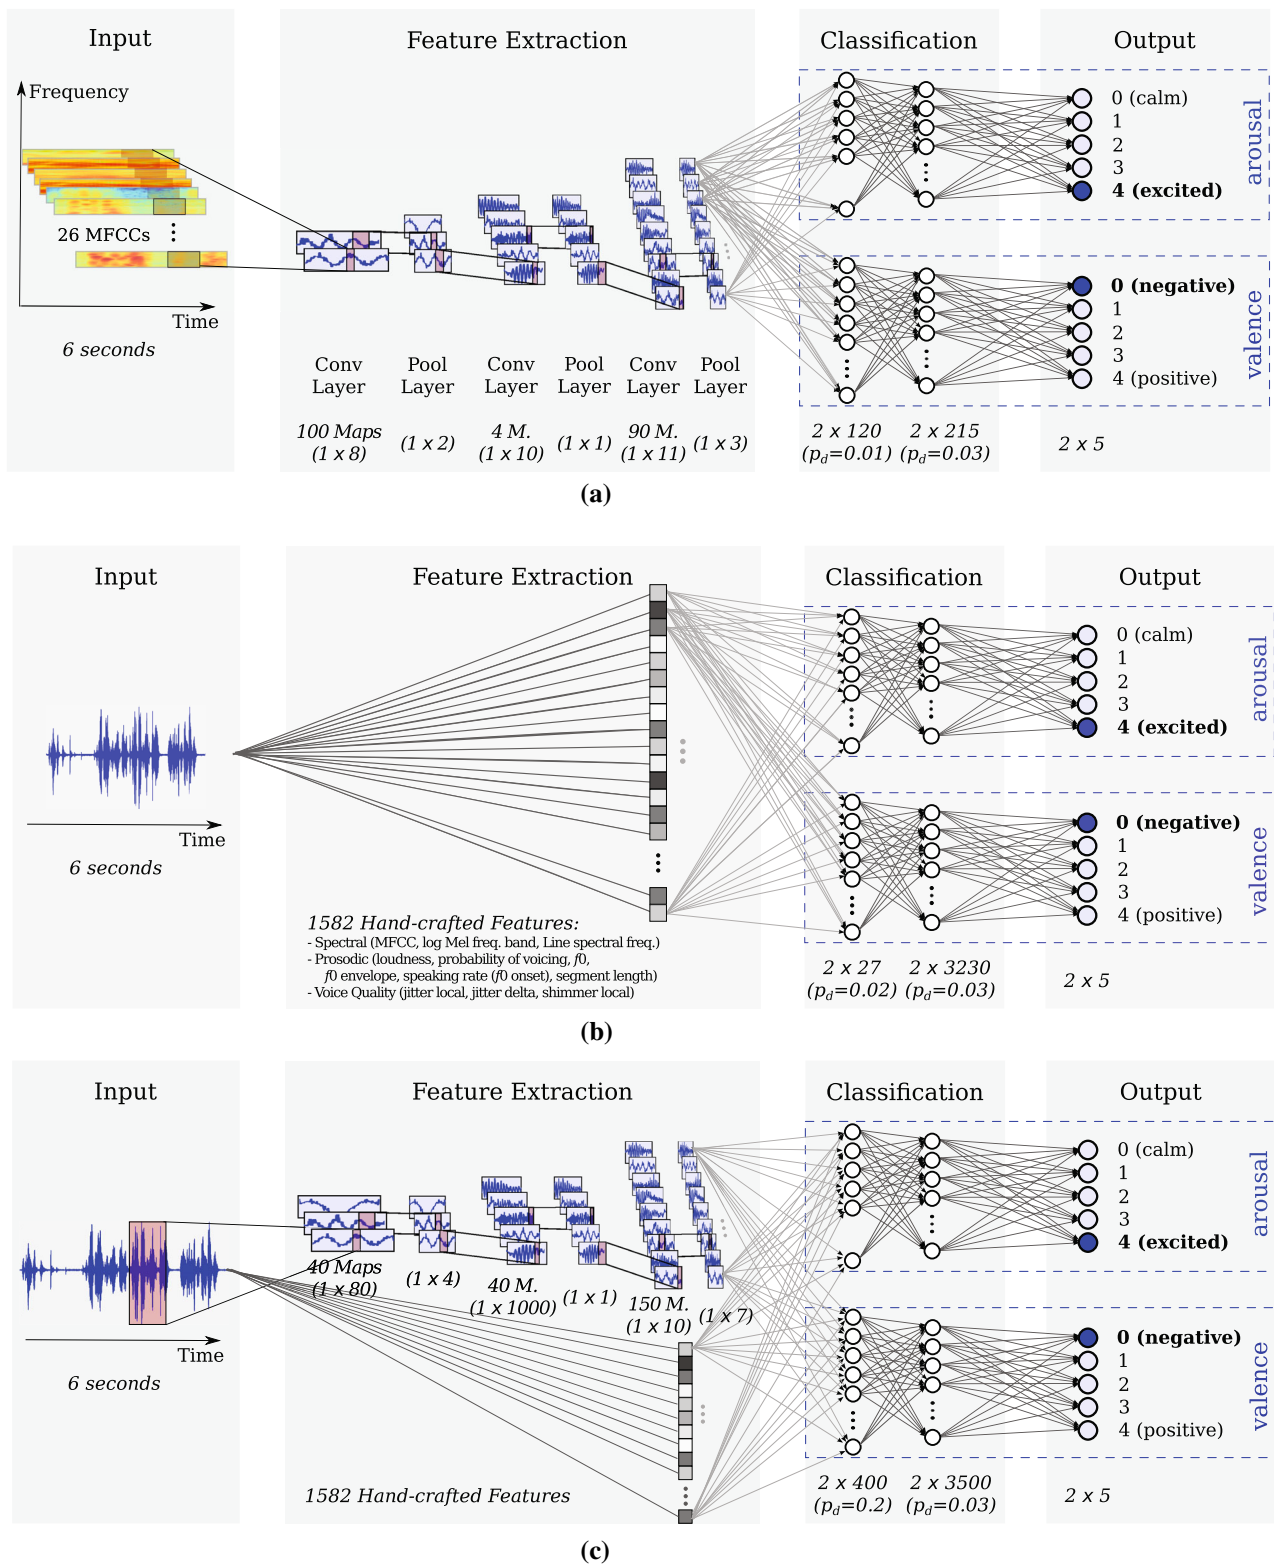 Input
Feature Extraction
Classification
Output
Frequency
26 MFCCs
Time
6 seconds
Conv Layer
Pool Layer
Conv Layer
Pool Layer
Conv Layer
Pool Layer
100 Maps
(1 x 8)
(1 x 2)
4 M.
(1 x 10)
(1 x 1)
90 M.
(1 x 11)
(1 x 3)
2 x 120
(pd=0.01)
2 x 215
(pd=0.03)
0 (calm)
1
2
3
4 (excited)
arousal
0 (negative)
1
2
3
4 (positive)
valence
2 x 5
(a)
Input
Feature Extraction
Classification
Output
Time
6 seconds
1582 Hand-crafted Features:
- Spectral (MFCC, log Mel freq. band, Line spectral freq.)
- Prosodic (loudness, probability of voicing, f0,
f0 envelope, speaking rate (f0 onset), segment length)
- Voice Quality (jitter local, jitter delta, shimmer local)
2 x 27
(pd=0.02)
2 x 3230
(pd=0.03)
0 (calm)
1
2
3
4 (excited)
arousal
0 (negative)
1
2
3
4 (positive)
valence
2 x 5
(b)
Input
Feature Extraction
Classification
Output
Time
6 seconds
40 Maps
(1 x 80)
(1 x 4)
40 M.
(1 x 1000)
(1 x 1)
150 M.
(1 x 10)
(1 x 7)
1582 Hand-crafted Features
2 x 400
(pd=0.2)
2 x 3500
(pd=0.03)
0 (calm)
1
2
3
4 (excited)
arousal
0 (negative)
1
2
3
4 (positive)
valence
2 x 5
(c)